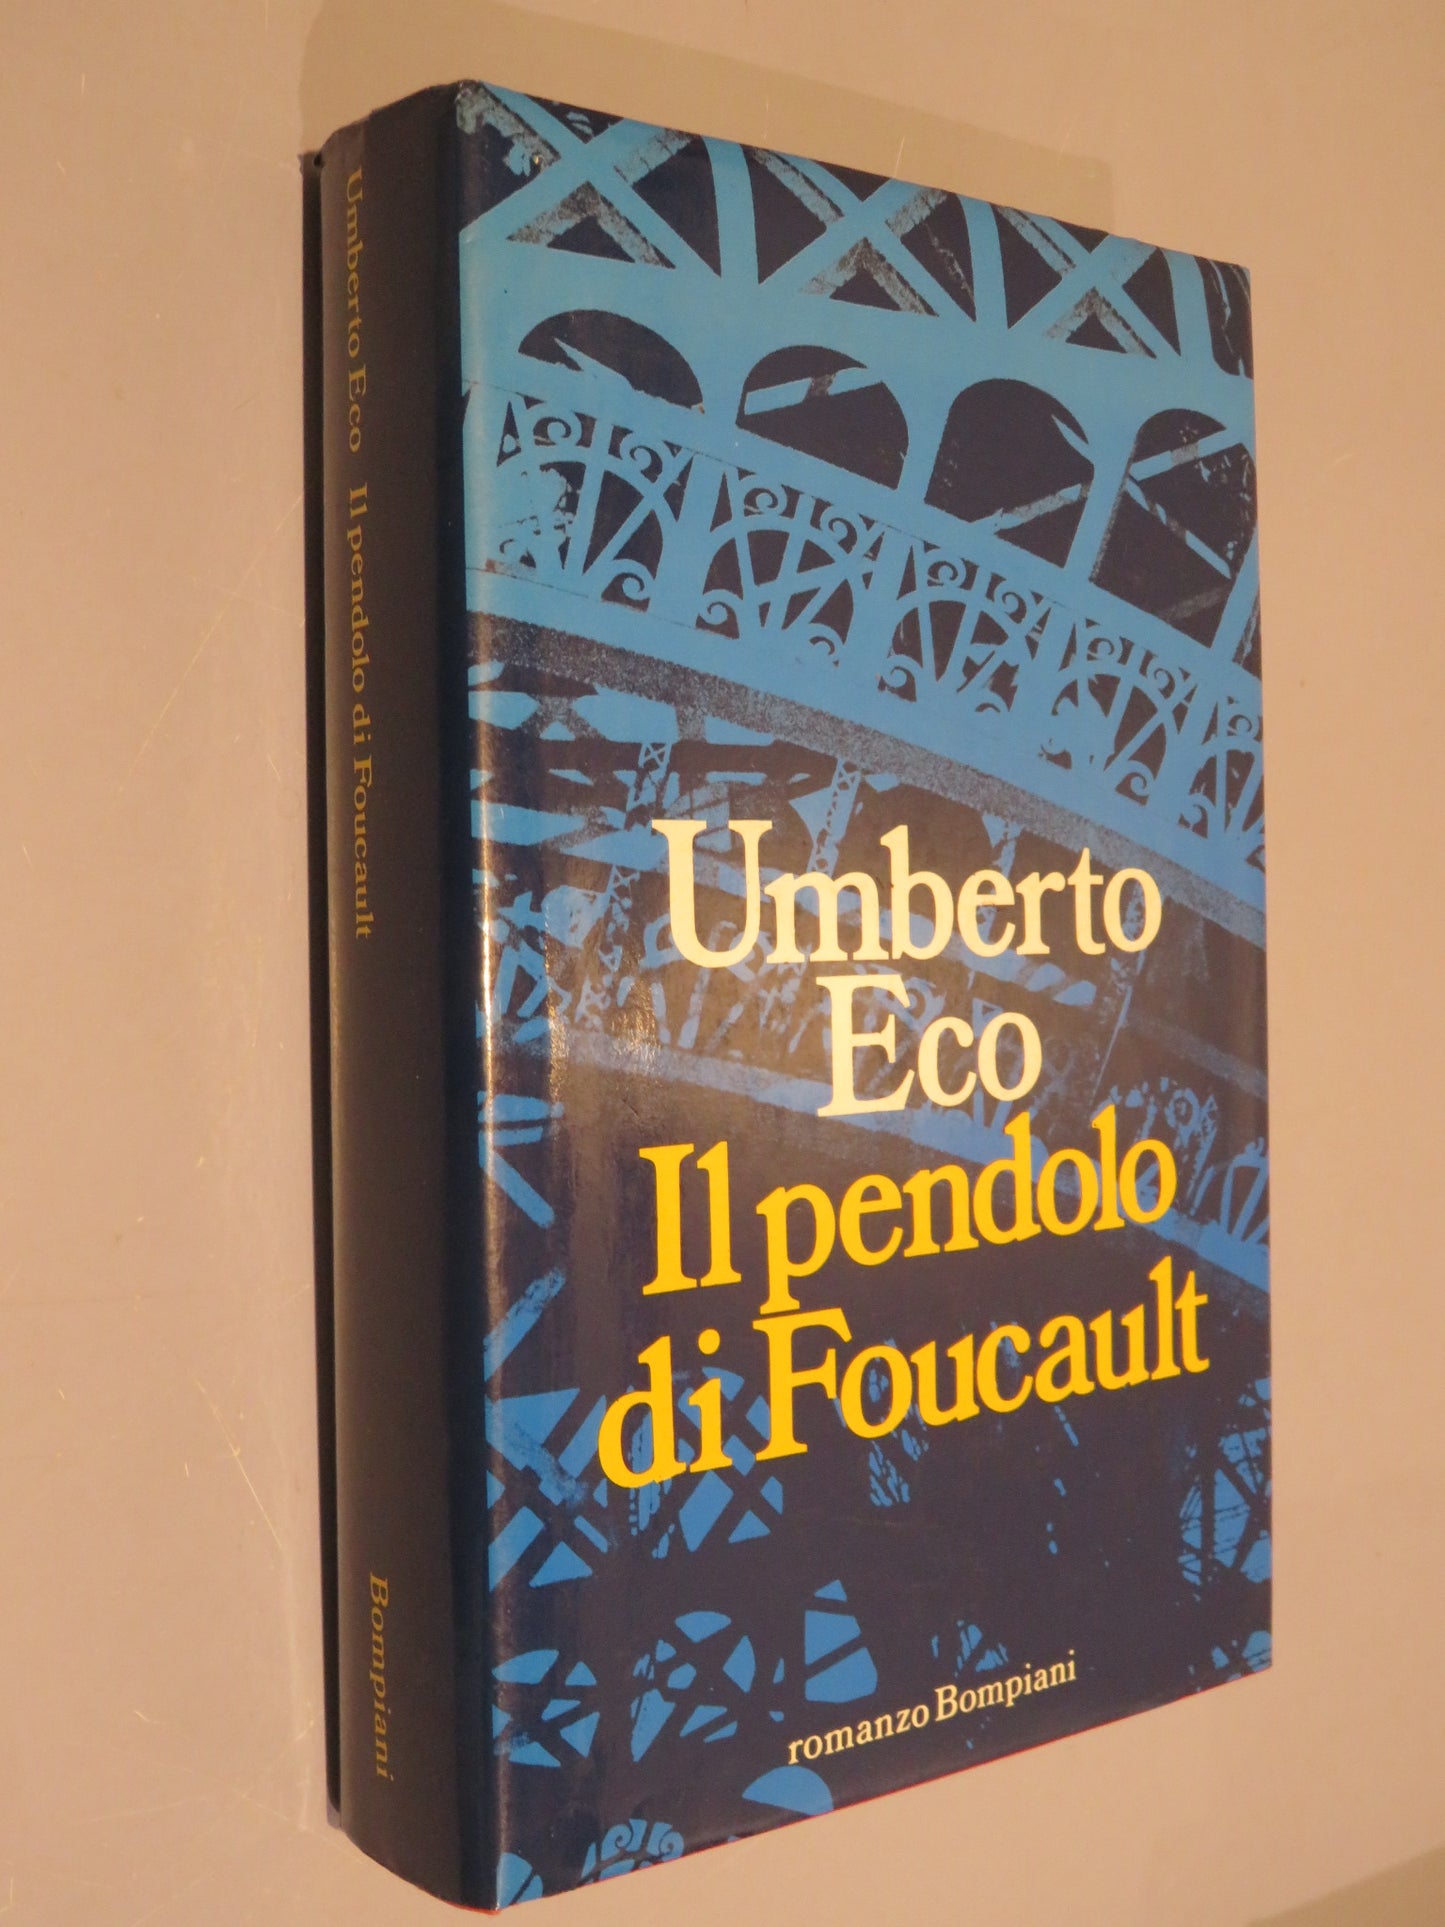 Umberto Eco Il pendolo di Foucault
Bompiani
Umberto
Eco
Il pendolo
di Foucault
romanzo Bompiani